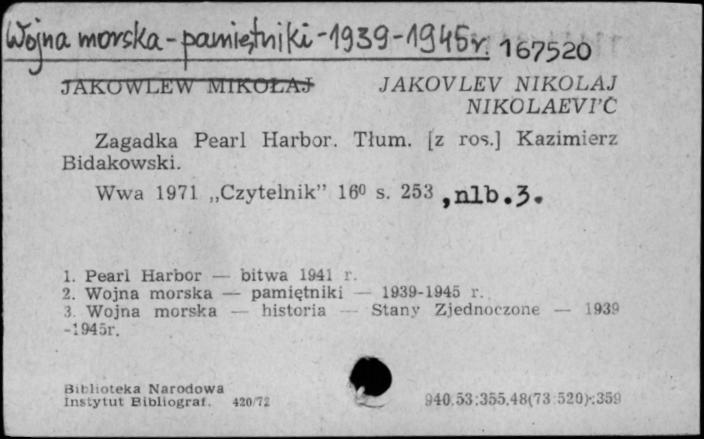 Wojna morska - pamiętniki - 1939-1945r. 167520
JAKOWLEW MIKOŁAJ JAKOVLEV NIKOLAJ
NIKOLAEVI'Č
Zagadka Pearl Harbor. Tłum. [z ros.] Kazimierz
Bidakowski.
Wwa 1971 „Czytelnik” 16⁰ s. 253 , nlb. 3.
1. Pearl Harbor — bitwa 1941 r.
2. Wojna morska — pamiętniki — 1939-1945 r.
3. Wojna morska — historia — Stany Zjednoczone — 1939
-1945r.
Biblioteka Narodowa
Instytut Bibliograf. 420/72 940.53:355.48(73:520):359